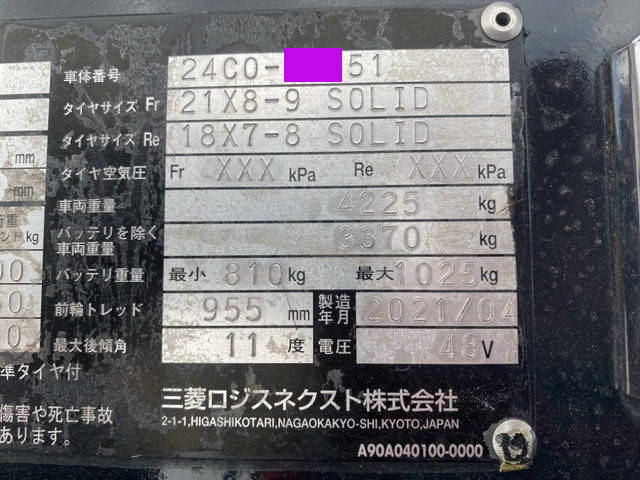 車体番号 24C0- 51
タイヤサイズ Fr 21X8-9 SOLID
タイヤサイズ Re 18X7-8 SOLID
mm タイヤ空気圧 Fr XXX kPa Re XXX kPa
mm 車両重量 4225 kg
kg バッテリを除く車両重量 3370 kg
バッテリ重量 最小 810 kg 最大 1025 kg
前輪トレッド 955 mm 製造年月 2021/04
0 最大後傾角 11 度 電圧 48 V
準タイヤ付
三菱ロジスネクスト株式会社
傷害や死亡事故
2-1-1,HIGASHIKOTARI,NAGAOKAKYO-SHI,KYOTO,JAPAN
あります。
A90A040100-0000